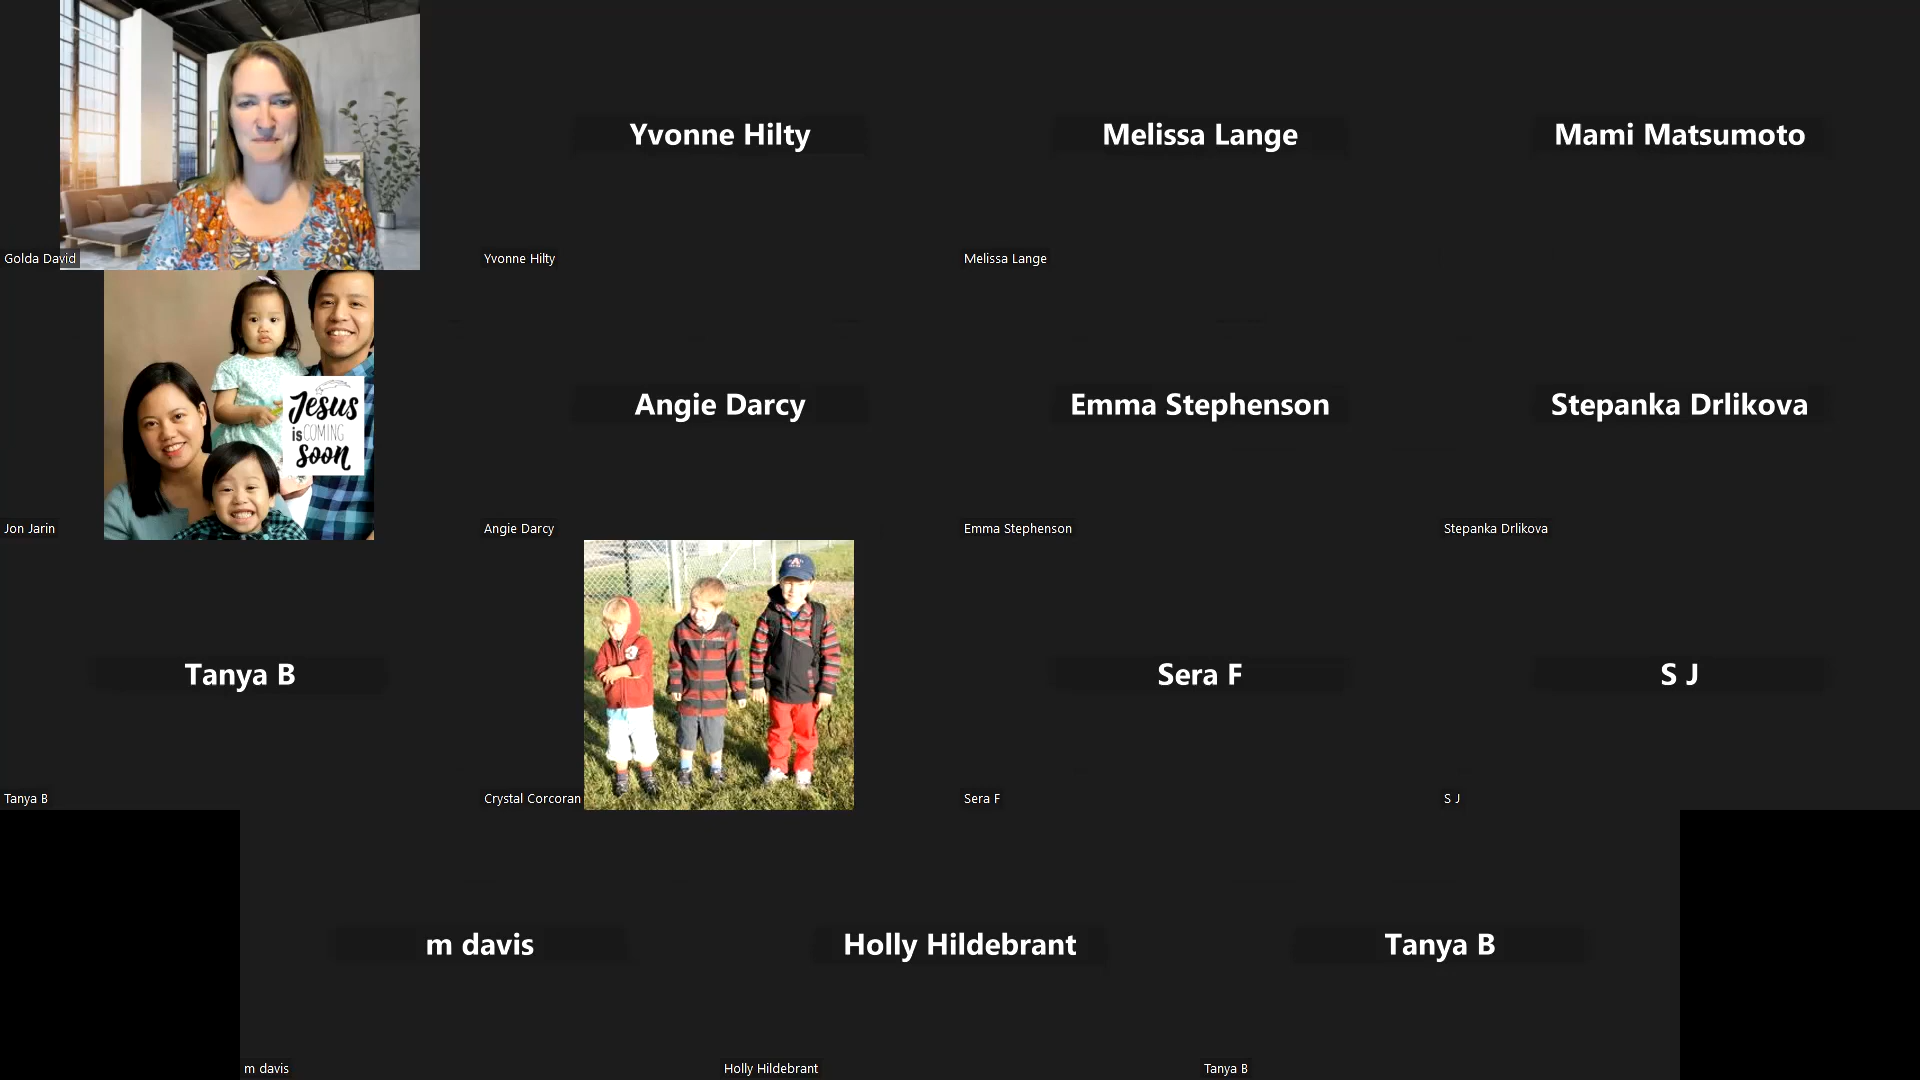 Yvonne Hilty
Melissa Lange
Mami Matsumoto
Golda David
Yvonne Hilty
Melissa Lange
Jesus
is COMING
Soon
Angie Darcy
Emma Stephenson
Stepanka Drlikova
Jon Jarin
Angie Darcy
Emma Stephenson
Stepanka Drlikova
Tanya B
Sera F
S J
Tanya B
Crystal Corcoran
Sera F
S J
m davis
Holly Hildebrant
Tanya B
m davis
Holly Hildebrant
Tanya B